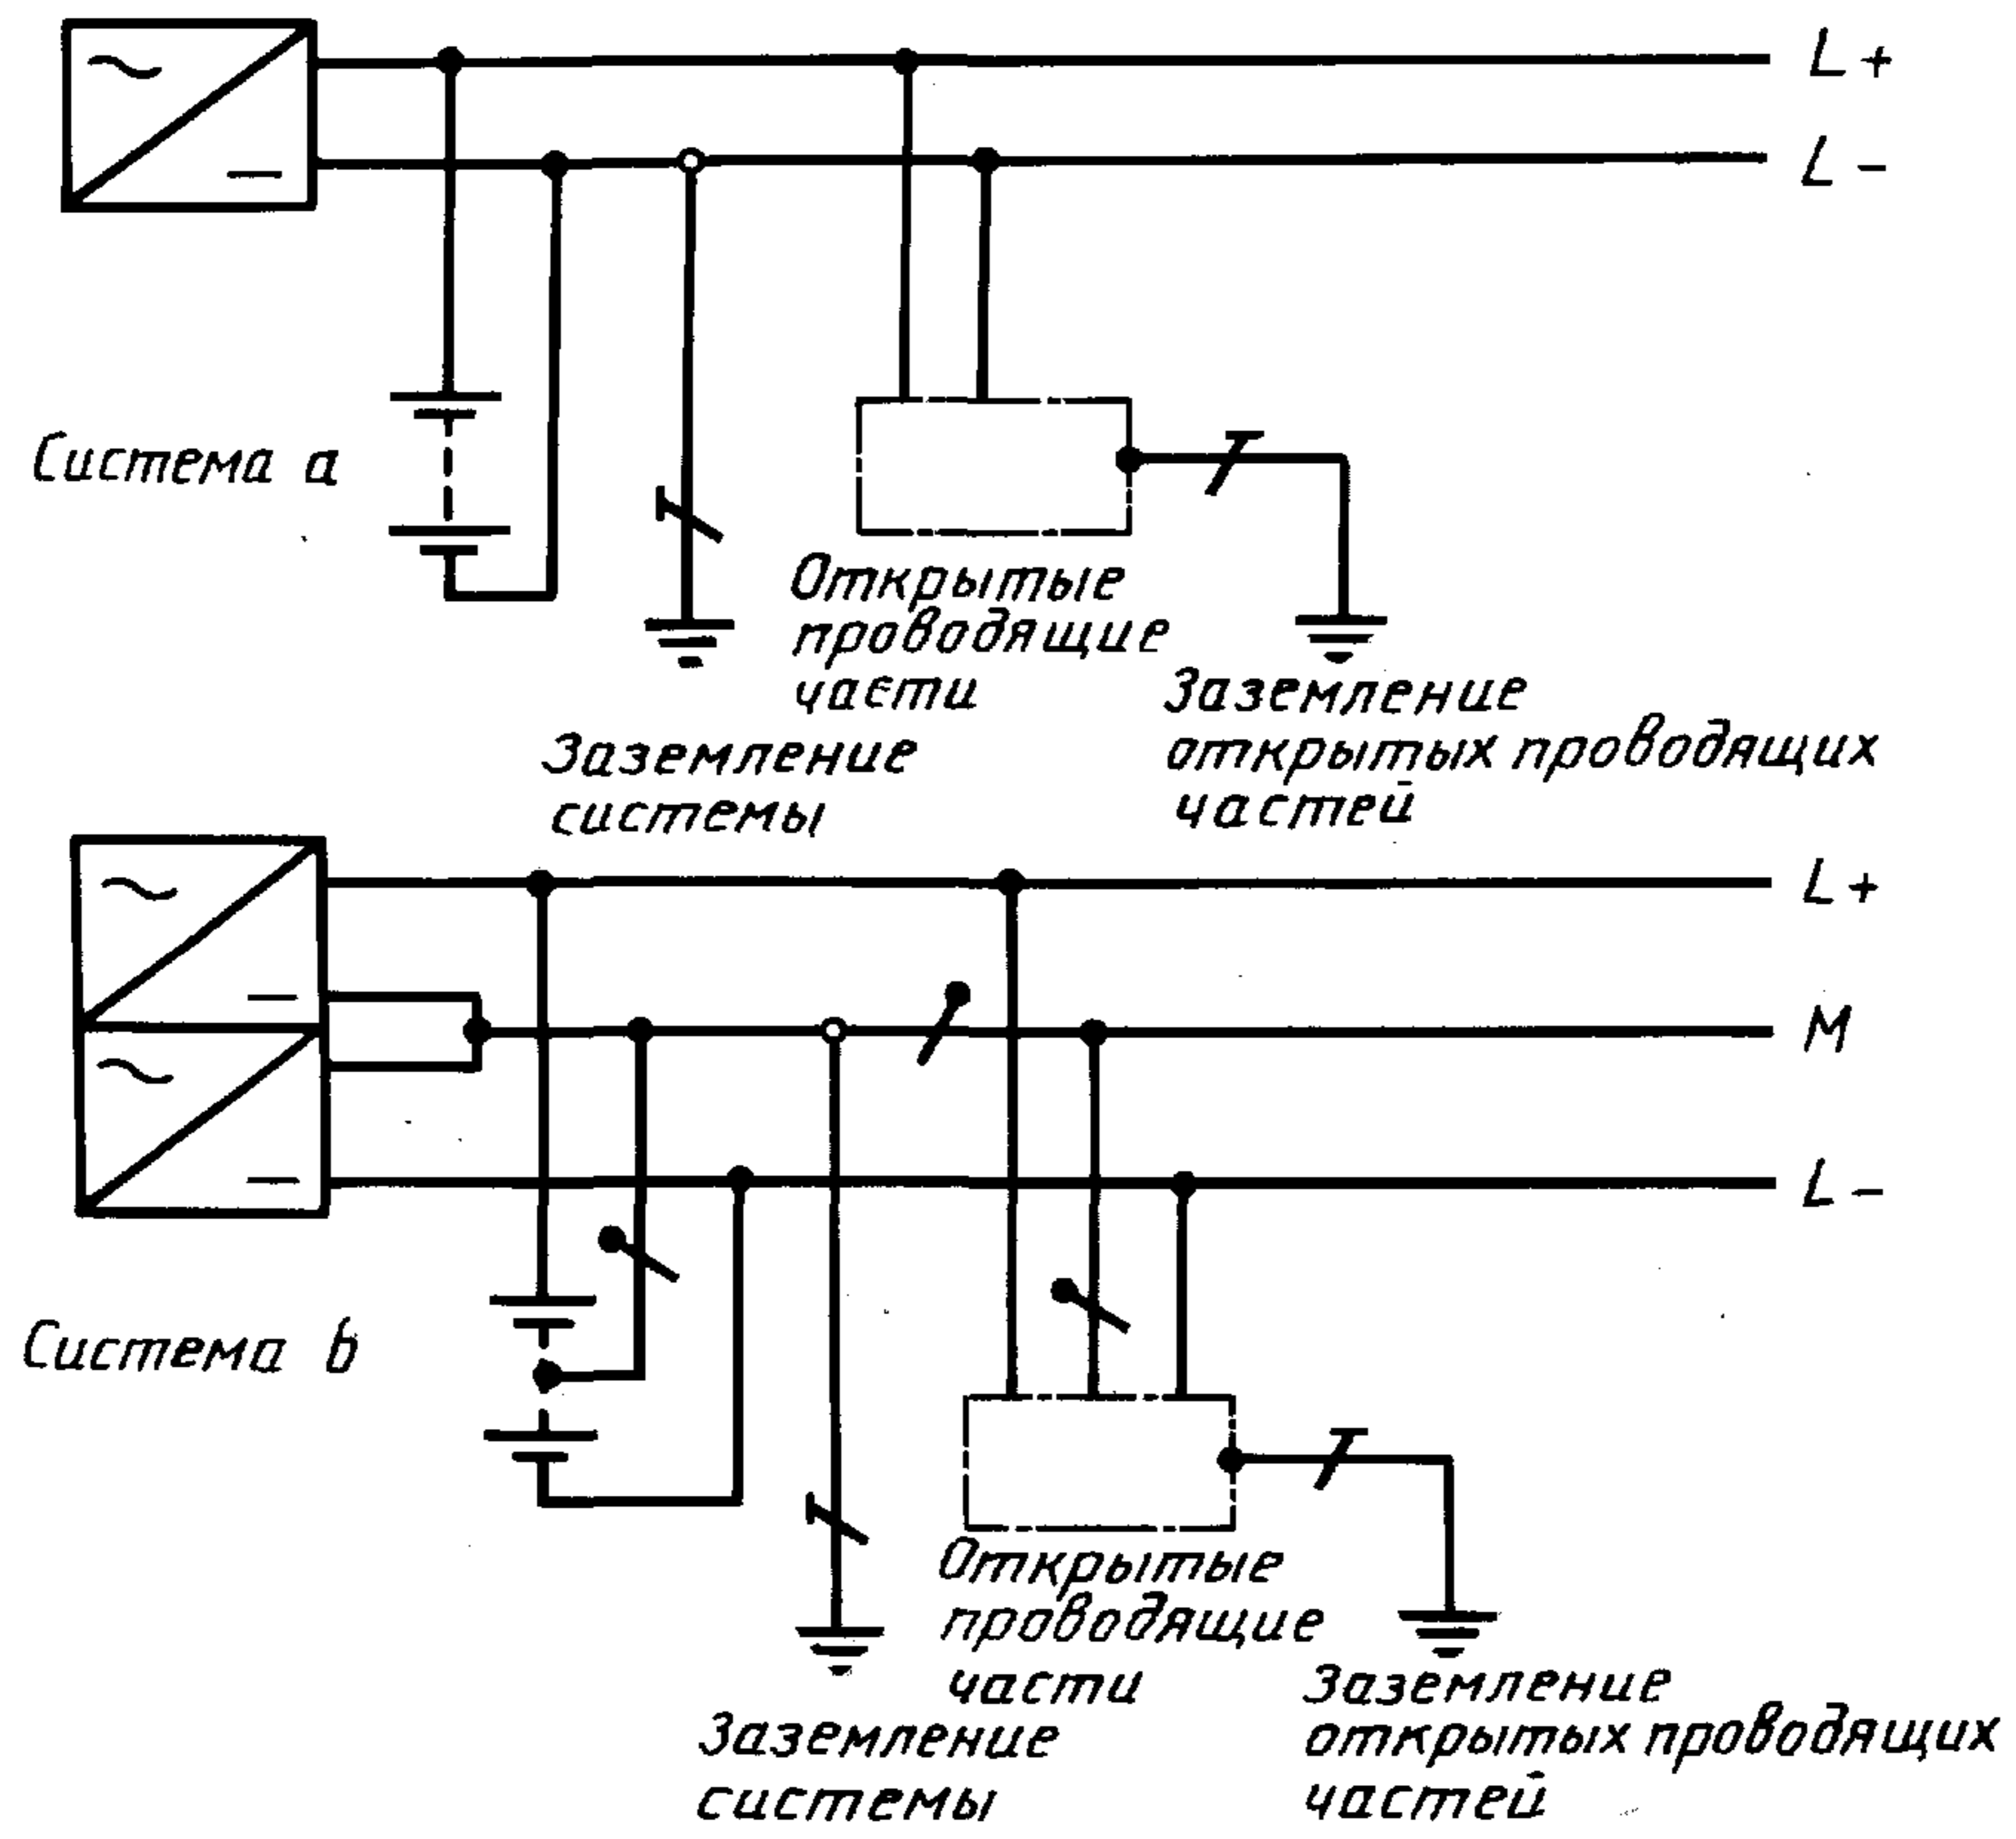 L+
L-
Система a
Открытые
проводящие
части
Заземление
открытых проводящих
частей
Заземление
системы
L+
M
L-
Система b
Открытые
проводящие
части
Заземление
открытых проводящих
частей
Заземление
системы